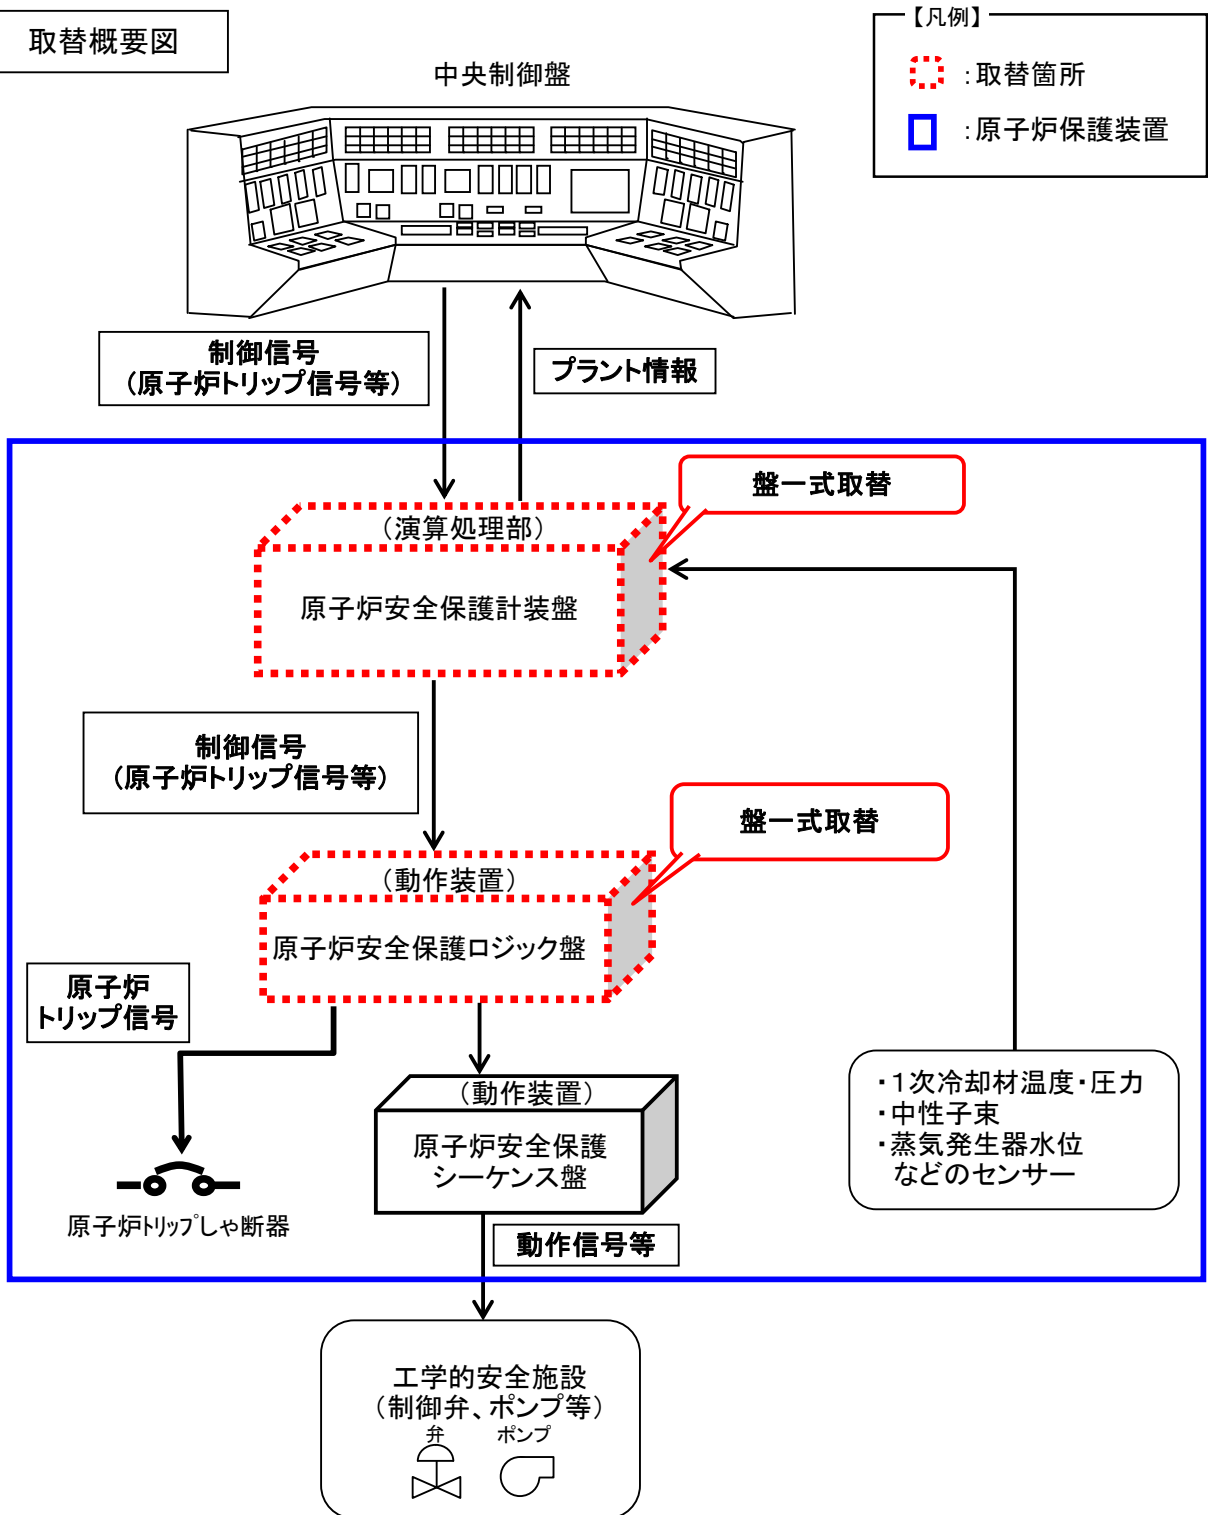 取替概要図
【凡例】
：取替箇所
：原子炉保護装置
中央制御盤
制御信号
（原子炉トリップ信号等）
プラント情報
盤一式取替
（演算処理部）
原子炉安全保護計装盤
制御信号
（原子炉トリップ信号等）
盤一式取替
（動作装置）
原子炉安全保護ロジック盤
原子炉
トリップ信号
（動作装置）
原子炉安全保護
シーケンス盤
・1次冷却材温度・圧力
・中性子束
・蒸気発生器水位
などのセンサー
原子炉トリップしゃ断器
動作信号等
工学的安全施設
（制御弁、ポンプ等）
弁
ポンプ